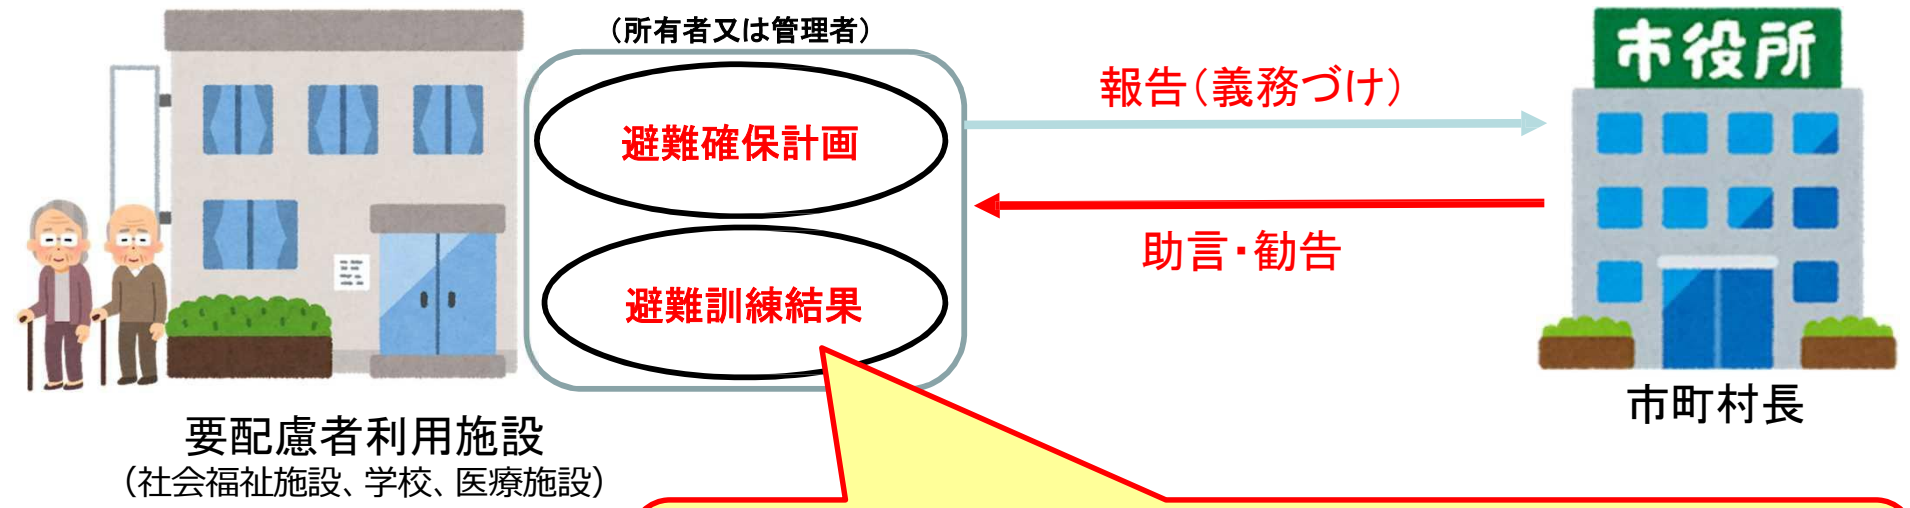 （所有者又は管理者）
市役所
避難確保計画
報告（義務づけ）
助言・勧告
避難訓練結果
市町村長
要配慮者利用施設
（社会福祉施設、学校、医療施設）